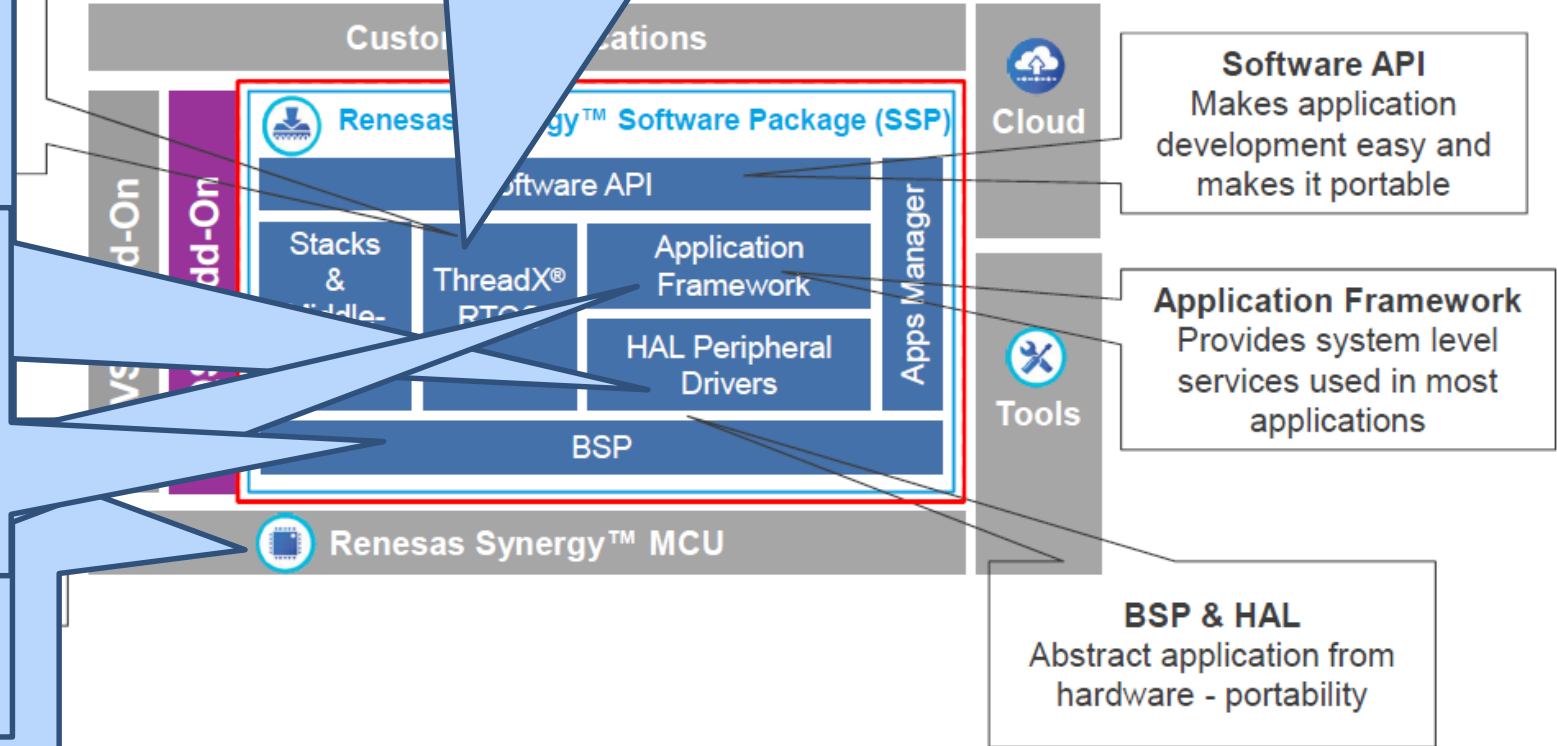 Cloud
Renesas
™ Software Package (SSP)
API
Stacks
&
ThreadX®
Application
Framework
HAL Peripheral
Drivers
Apps Manager
BSP
Renesas Synergy™ MCU
Tools
Software API
Makes application
development easy and
makes it portable
Application Framework
Provides system level
services used in most
applications
BSP & HAL
Abstract application from
hardware - portability